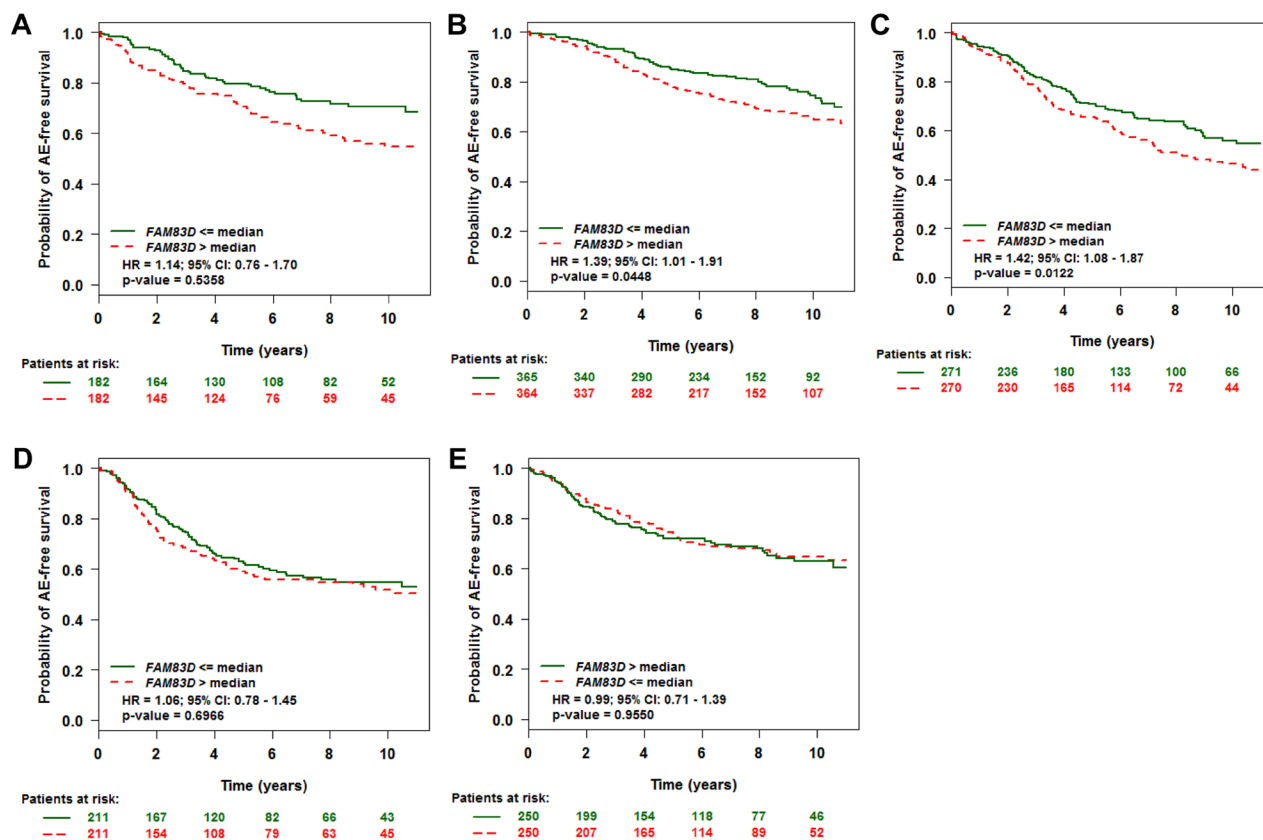 A
Probability of AE-free survival
1.0
0.8
0.6
0.4
0.2
0.0
FAM83D <= median
FAM83D > median
HR = 1.14; 95% CI: 0.76 - 1.70
p-value = 0.5358
0 2 4 6 8 10
Time (years)
Patients at risk:
182 164 130 108 82 52
182 145 124 76 59 45
B
Probability of AE-free survival
1.0
0.8
0.6
0.4
0.2
0.0
FAM83D <= median
FAM83D > median
HR = 1.39; 95% CI: 1.01 - 1.91
p-value = 0.0448
0 2 4 6 8 10
Time (years)
Patients at risk:
365 340 290 234 152 92
364 337 282 217 152 107
C
Probability of AE-free survival
1.0
0.8
0.6
0.4
0.2
0.0
FAM83D <= median
FAM83D > median
HR = 1.42; 95% CI: 1.08 - 1.87
p-value = 0.0122
0 2 4 6 8 10
Time (years)
Patients at risk:
271 236 180 133 100 66
270 230 165 114 72 44
D
Probability of AE-free survival
1.0
0.8
0.6
0.4
0.2
0.0
FAM83D <= median
FAM83D > median
HR = 1.06; 95% CI: 0.78 - 1.45
p-value = 0.6966
0 2 4 6 8 10
Time (years)
Patients at risk:
211 167 120 82 66 43
211 154 108 79 63 45
E
Probability of AE-free survival
1.0
0.8
0.6
0.4
0.2
0.0
FAM83D > median
FAM83D <= median
HR = 0.99; 95% CI: 0.71 - 1.39
p-value = 0.9550
0 2 4 6 8 10
Time (years)
Patients at risk:
250 199 154 118 77 46
250 207 165 114 89 52